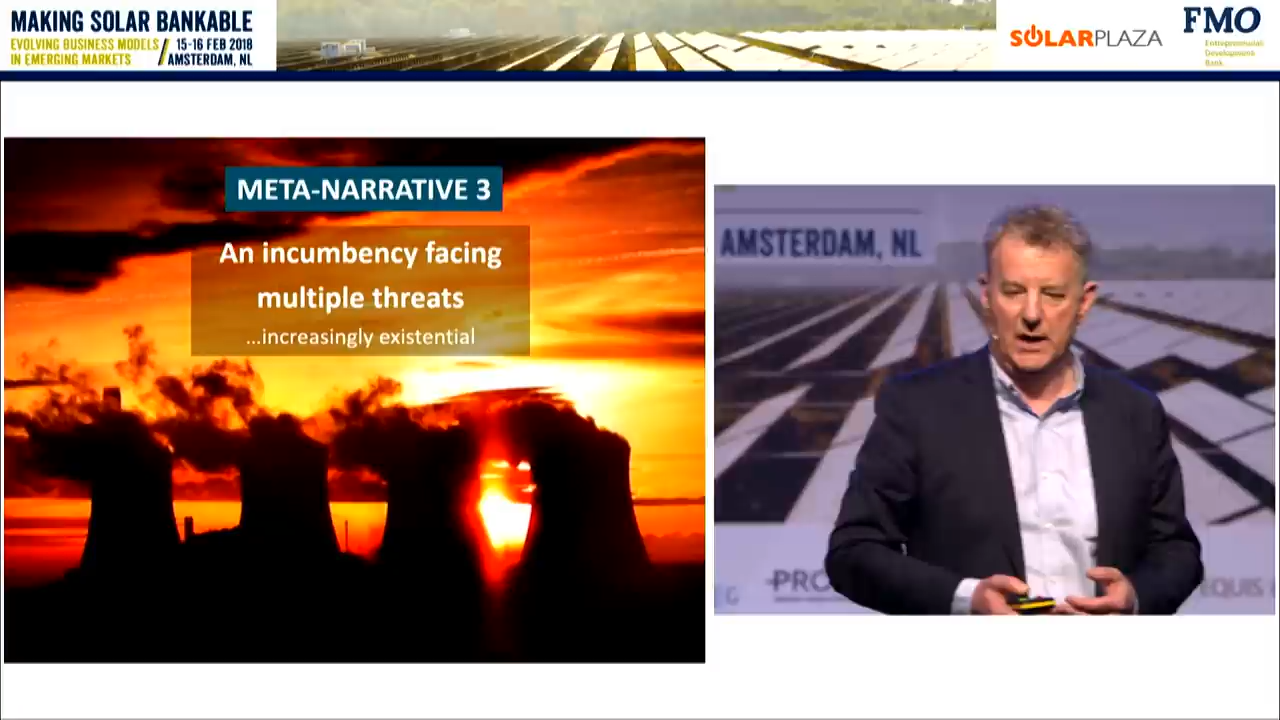 MAKING SOLAR BANKABLE
EVOLVING BUSINESS MODELS
IN EMERGING MARKETS
15-16 FEB 2018
AMSTERDAM, NL
SOLARPLAZA
FMO
Entrepreneurial
Development
Bank
META-NARRATIVE 3
An incumbency facing
multiple threats
...increasingly existential
AMSTERDAM, NL